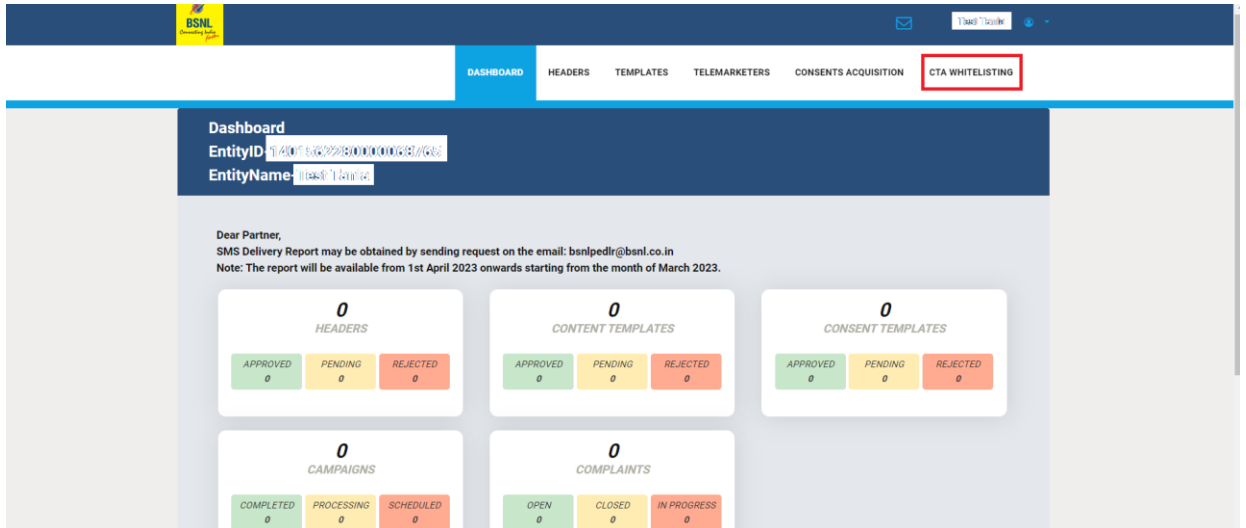 BSNL
Connecting India
DASHBOARD HEADERS TEMPLATES TELEMARKETERS CONSENTS ACQUISITION CTA WHITELISTING
Dashboard
EntityID-
EntityName-
Dear Partner,
SMS Delivery Report may be obtained by sending request on the email: bsnlpedlr@bsnl.co.in
Note: The report will be available from 1st April 2023 onwards starting from the month of March 2023.
0
HEADERS
APPROVED PENDING REJECTED
0 0 0
0
CONTENT TEMPLATES
APPROVED PENDING REJECTED
0 0 0
0
CONSENT TEMPLATES
APPROVED PENDING REJECTED
0 0 0
0
CAMPAIGNS
COMPLETED PROCESSING SCHEDULED
0 0 0
0
COMPLAINTS
OPEN CLOSED IN PROGRESS
0 0 0